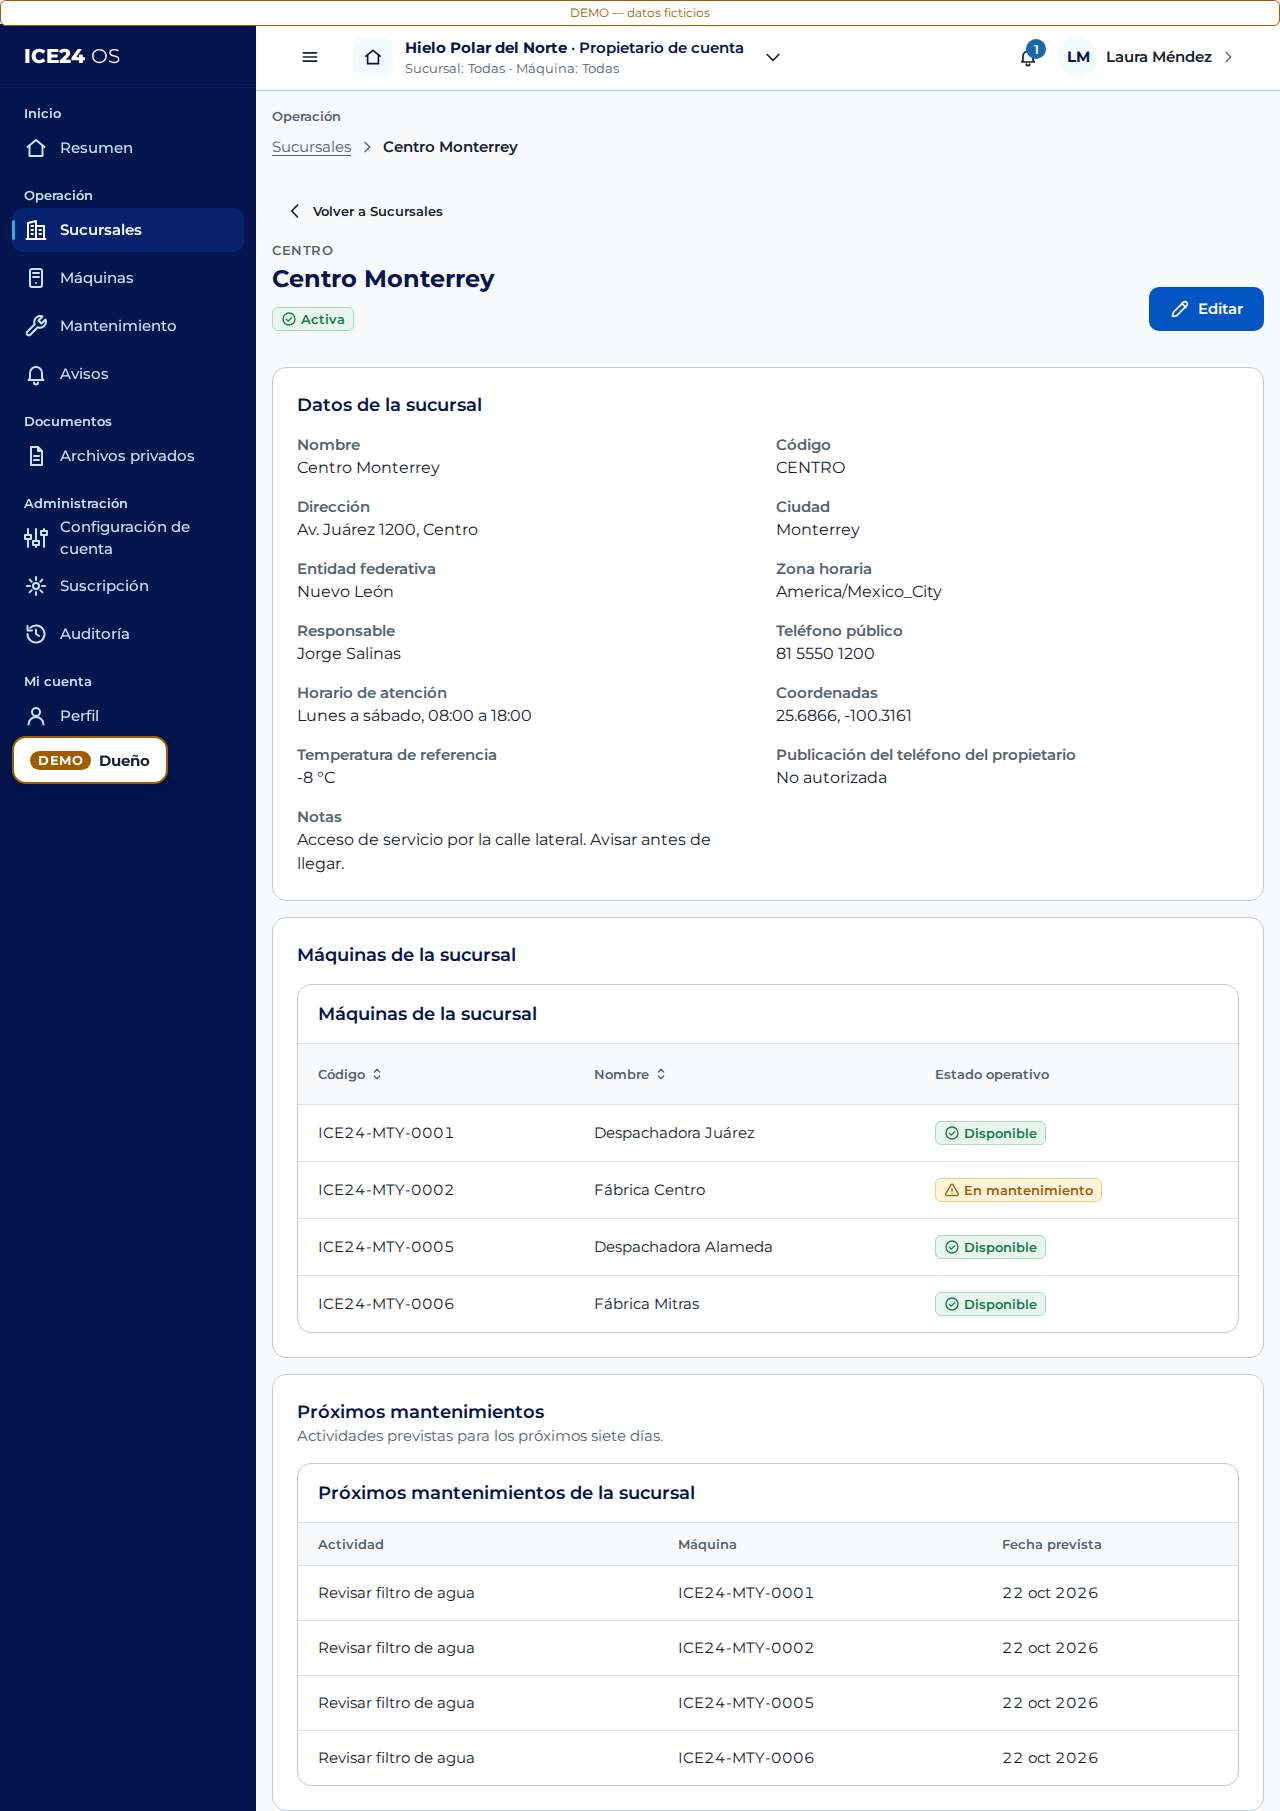 DEMO — datos ficticios
ICE24 OS
Inicio
Resumen
Operación
Sucursales
Máquinas
Mantenimiento
Avisos
Documentos
Archivos privados
Administración
Configuración de
cuenta
Suscripción
Auditoría
Mi cuenta
Perfil
DEMO Dueño
Hielo Polar del Norte · Propietario de cuenta
Sucursal: Todas · Máquina: Todas
1
LM Laura Méndez
Operación
Sucursales > Centro Monterrey
Volver a Sucursales
CENTRO
Centro Monterrey
Activa
Editar
Datos de la sucursal
Nombre
Centro Monterrey
Código
CENTRO
Dirección
Av. Juárez 1200, Centro
Ciudad
Monterrey
Entidad federativa
Nuevo León
Zona horaria
America/Mexico_City
Responsable
Jorge Salinas
Teléfono público
81 5550 1200
Horario de atención
Lunes a sábado, 08:00 a 18:00
Coordenadas
25.6866, -100.3161
Temperatura de referencia
-8 °C
Publicación del teléfono del propietario
No autorizada
Notas
Acceso de servicio por la calle lateral. Avisar antes de
llegar.
Máquinas de la sucursal
Máquinas de la sucursal
Código Nombre Estado operativo
ICE24-MTY-0001 Despachadora Juárez Disponible
ICE24-MTY-0002 Fábrica Centro En mantenimiento
ICE24-MTY-0005 Despachadora Alameda Disponible
ICE24-MTY-0006 Fábrica Mitras Disponible
Próximos mantenimientos
Actividades previstas para los próximos siete días.
Próximos mantenimientos de la sucursal
Actividad Máquina Fecha prevista
Revisar filtro de agua ICE24-MTY-0001 22 oct 2026
Revisar filtro de agua ICE24-MTY-0002 22 oct 2026
Revisar filtro de agua ICE24-MTY-0005 22 oct 2026
Revisar filtro de agua ICE24-MTY-0006 22 oct 2026